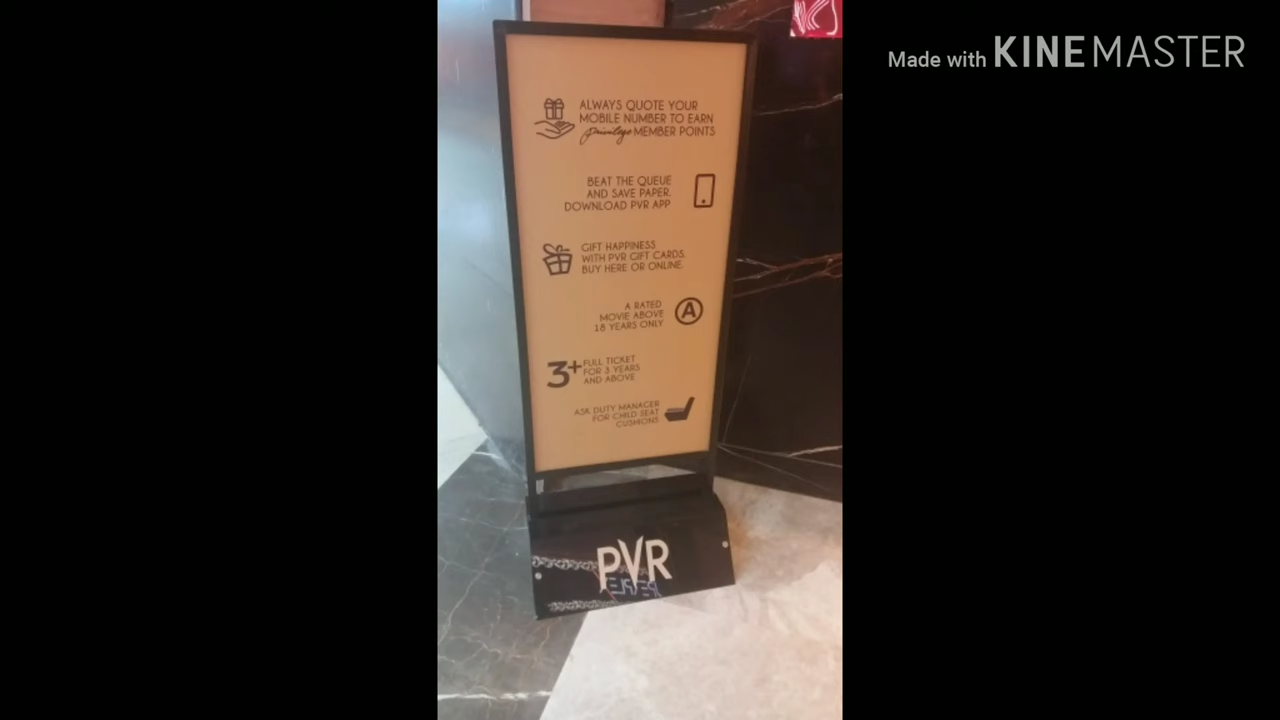 Made with KINEMASTER
ALWAYS QUOTE YOUR
MOBILE NUMBER TO EARN
privilege MEMBER POINTS
BEAT THE QUEUE
AND SAVE PAPER.
DOWNLOAD PVR APP
GIFT HAPPINESS
WITH PVR GIFT CARDS.
BUY HERE OR ONLINE.
A RATED
MOVIE ABOVE
18 YEARS ONLY
A
3+
FULL TICKET
FOR 3 YEARS
AND ABOVE
ASK DUTY MANAGER
FOR CHILD SEAT
CUSHIONS
PVR